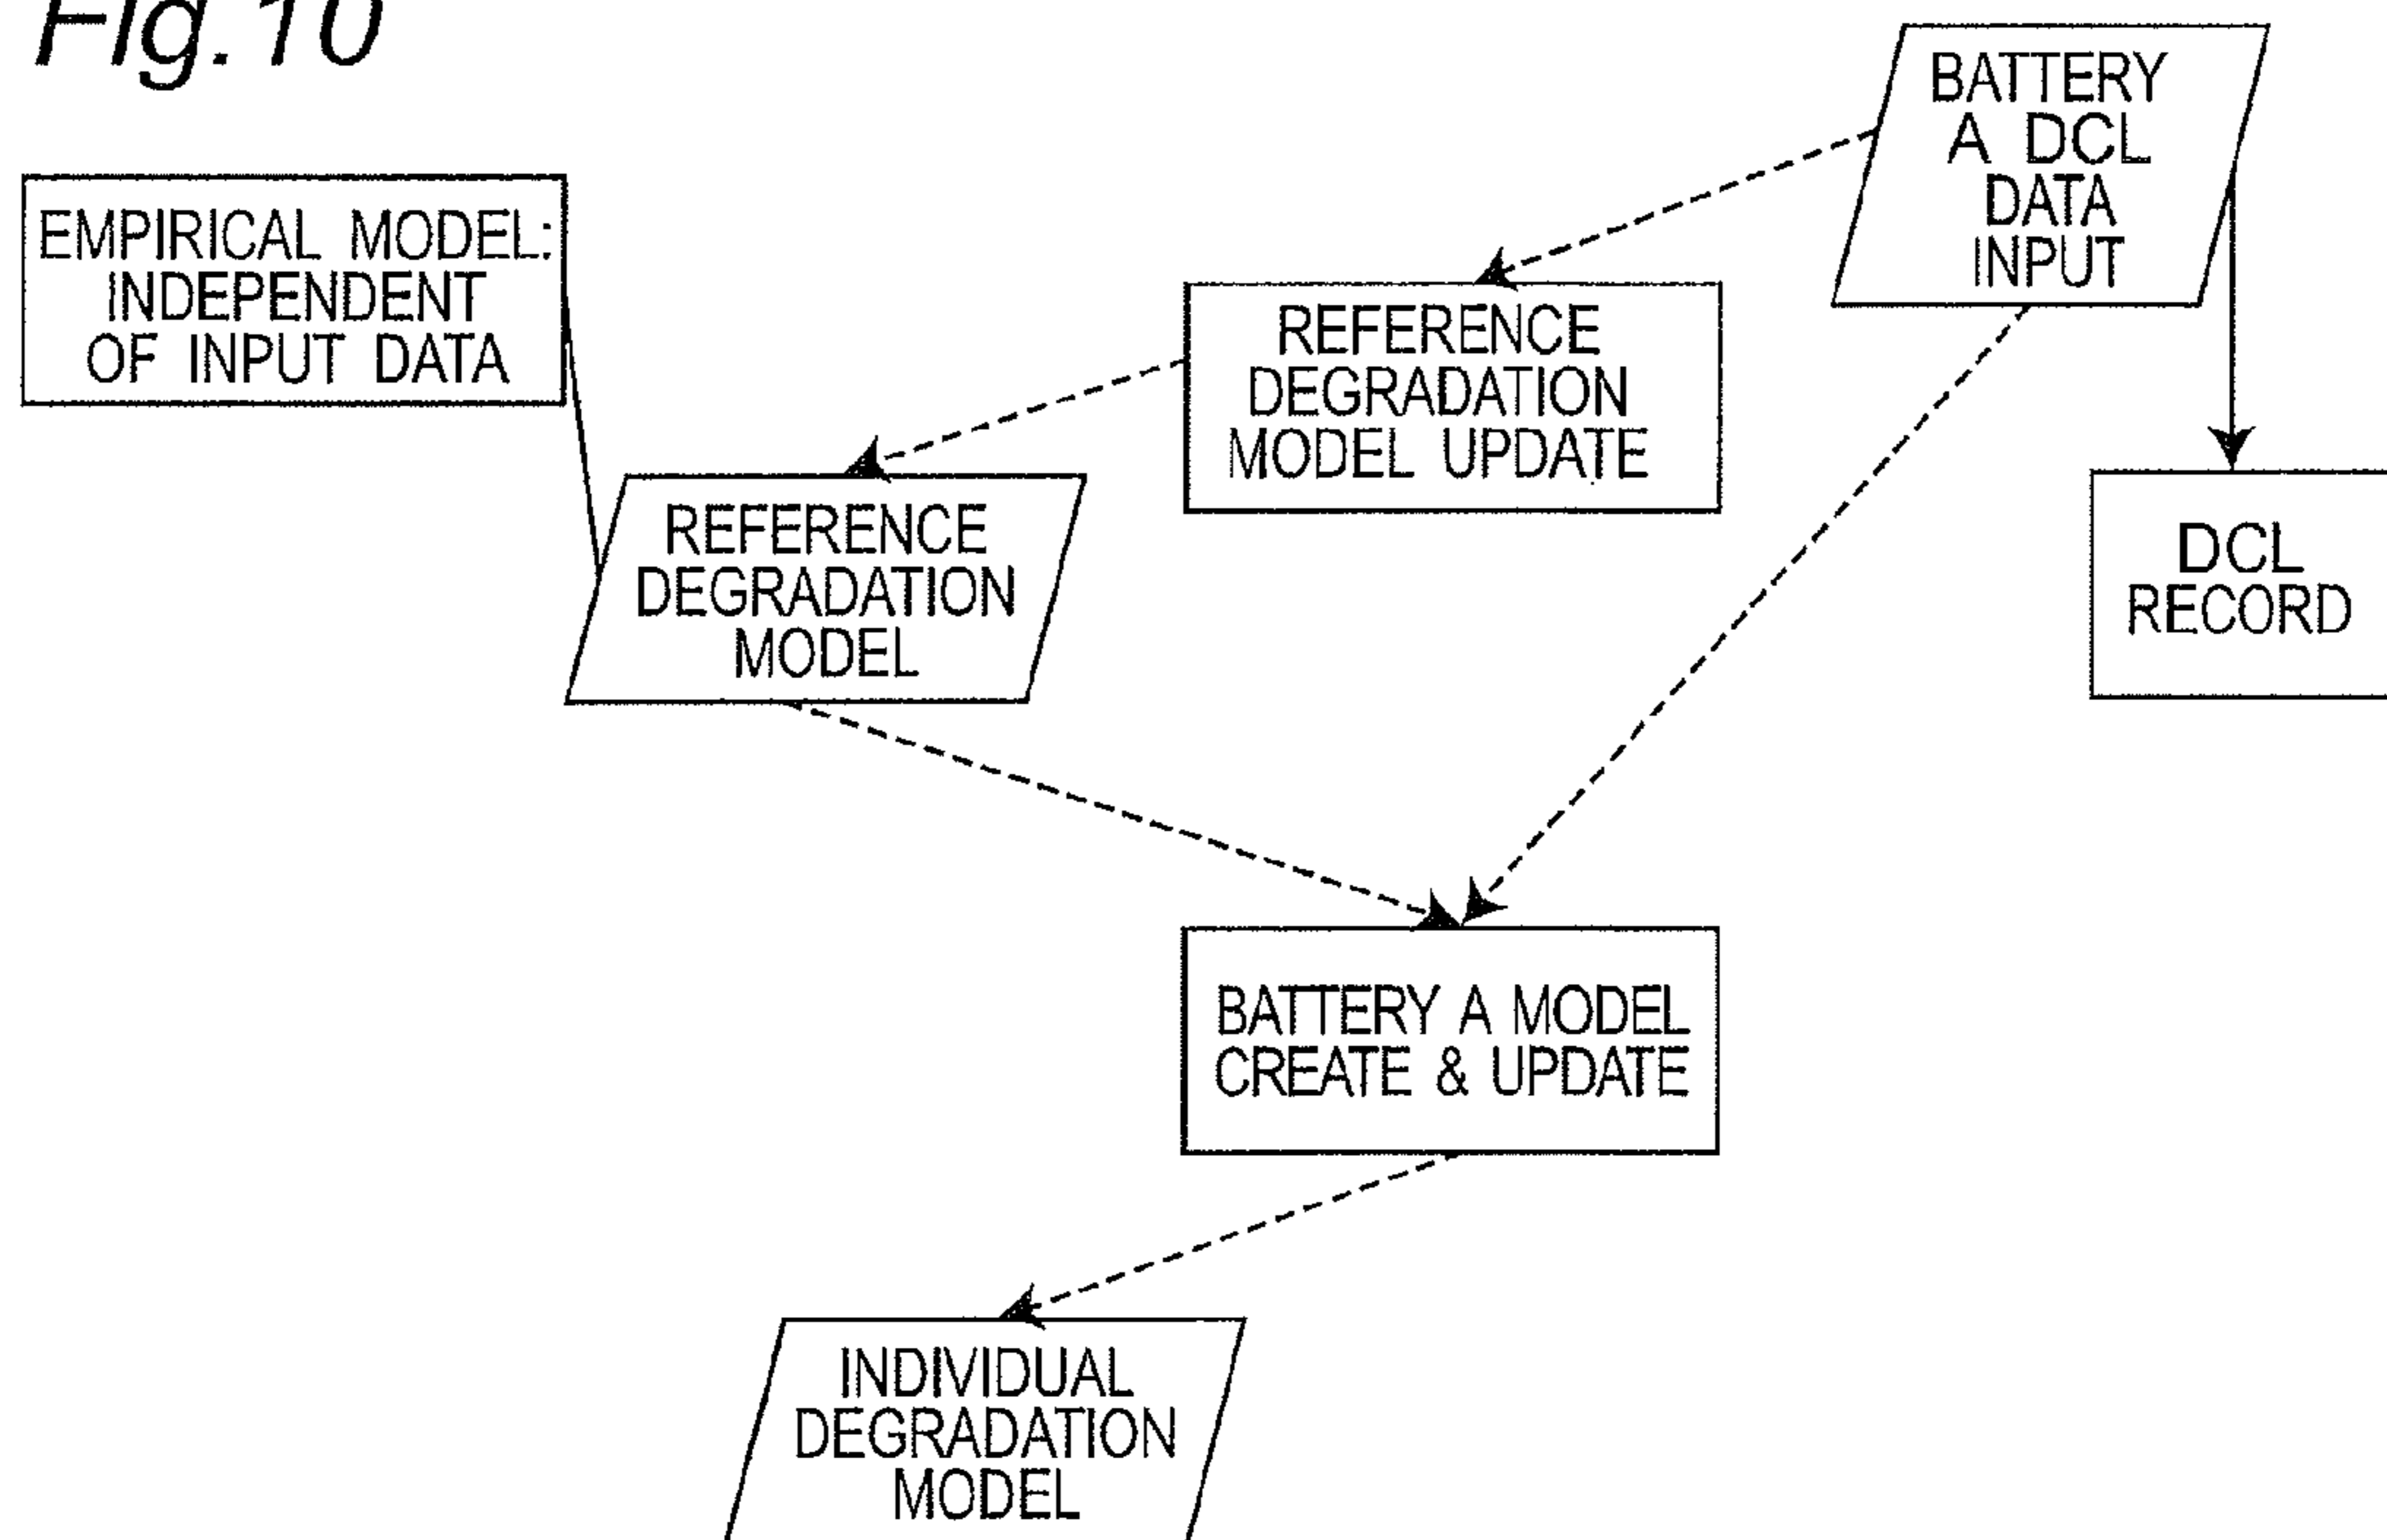 Fig.10
BATTERY
A DCL
DATA
INPUT
EMPIRICAL MODEL:
INDEPENDENT
OF INPUT DATA
REFERENCE
DEGRADATION
MODEL UPDATE
REFERENCE
DEGRADATION
MODEL
DCL
RECORD
BATTERY A MODEL
CREATE & UPDATE
INDIVIDUAL
DEGRADATION
MODEL